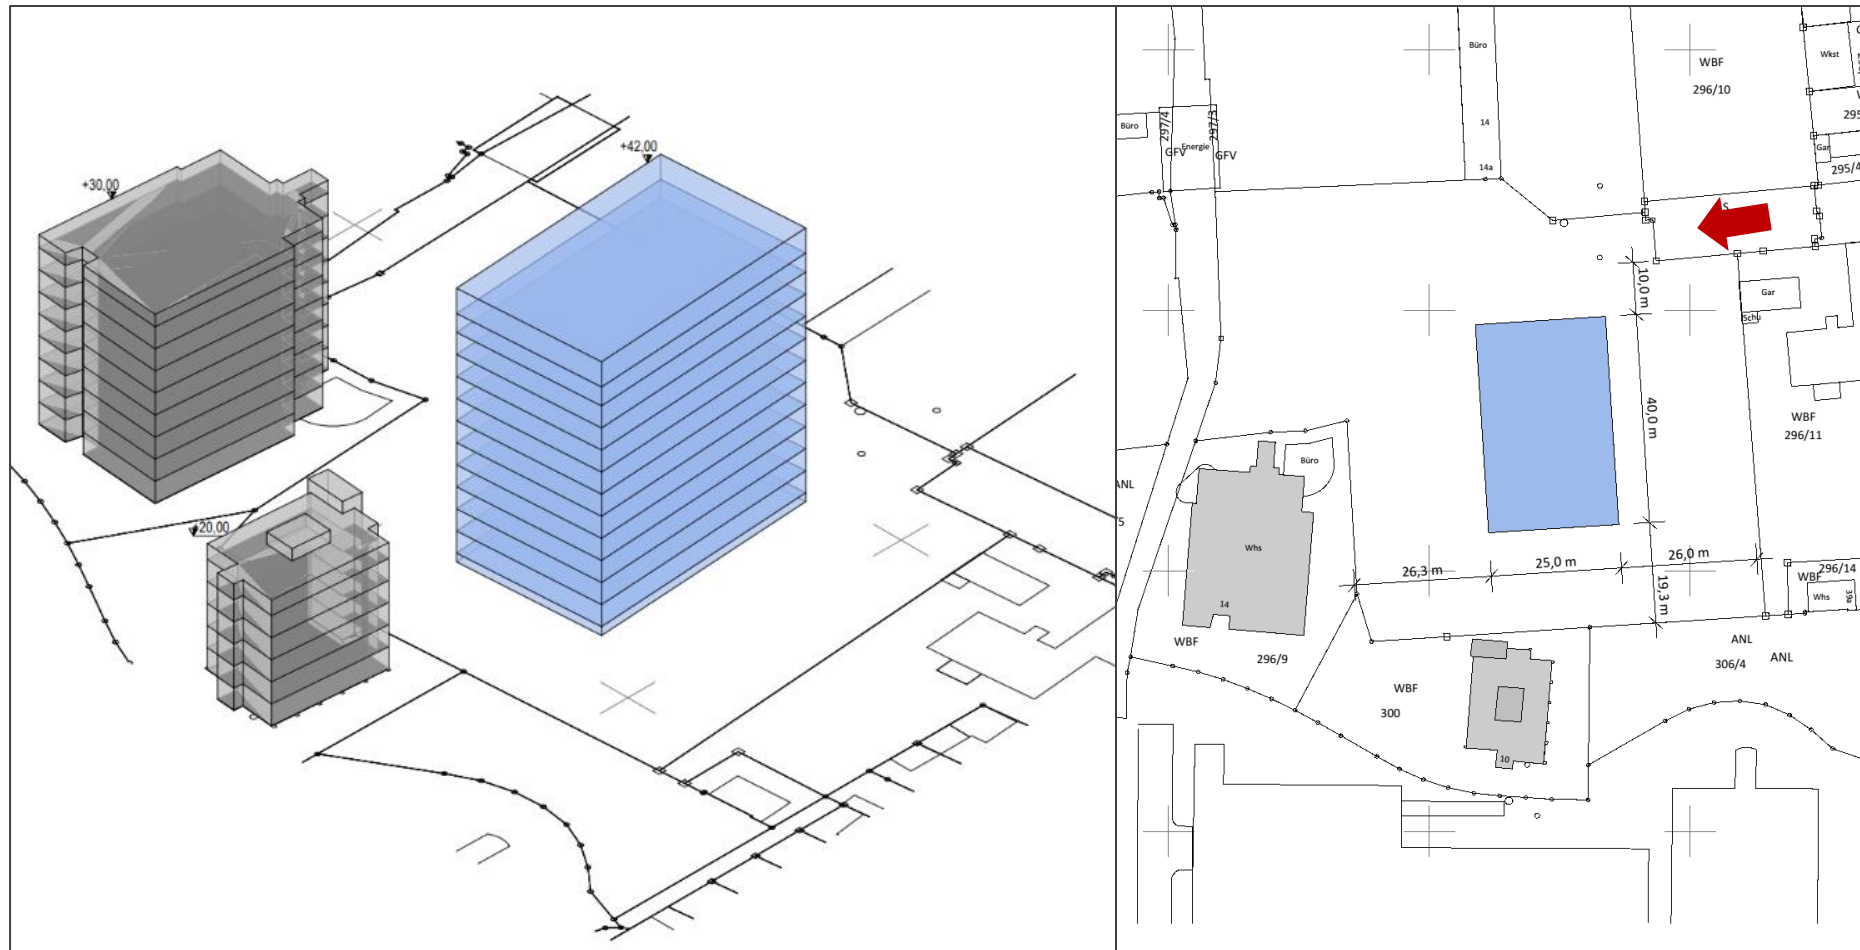 +30,00
+42,00
+20,00
Büro
14
14a
WBF
296/10
Wkst
Büro
297/4
Energie
297/3
GFV
GFV
Gar
295/4
S
10,0 m
Gar
Schu
40,0 m
WBF
296/11
Büro
ANL
Whs
14
26,3 m
25,0 m
26,0 m
19,3 m
296/14
WBF
Whs
39a
WBF
296/9
WBF
300
ANL
306/4
ANL
10